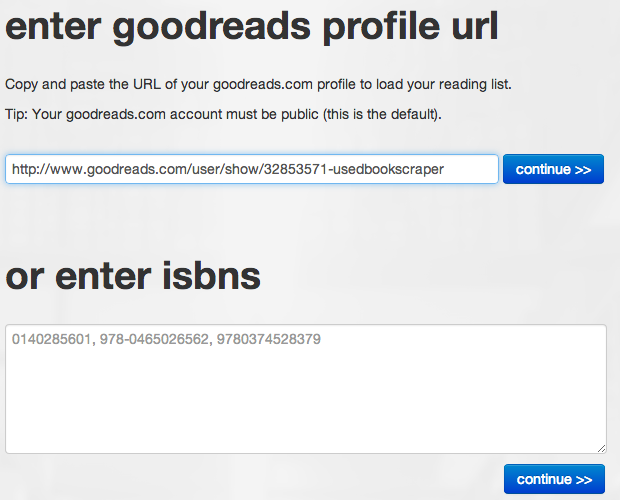 enter goodreads profile url
Copy and paste the URL of your goodreads.com profile to load your reading list.
Tip: Your goodreads.com account must be public (this is the default).
http://www.goodreads.com/user/show/32853571-usedbookscraper continue >>
or enter isbns
0140285601, 978-0465026562, 9780374528379
continue >>